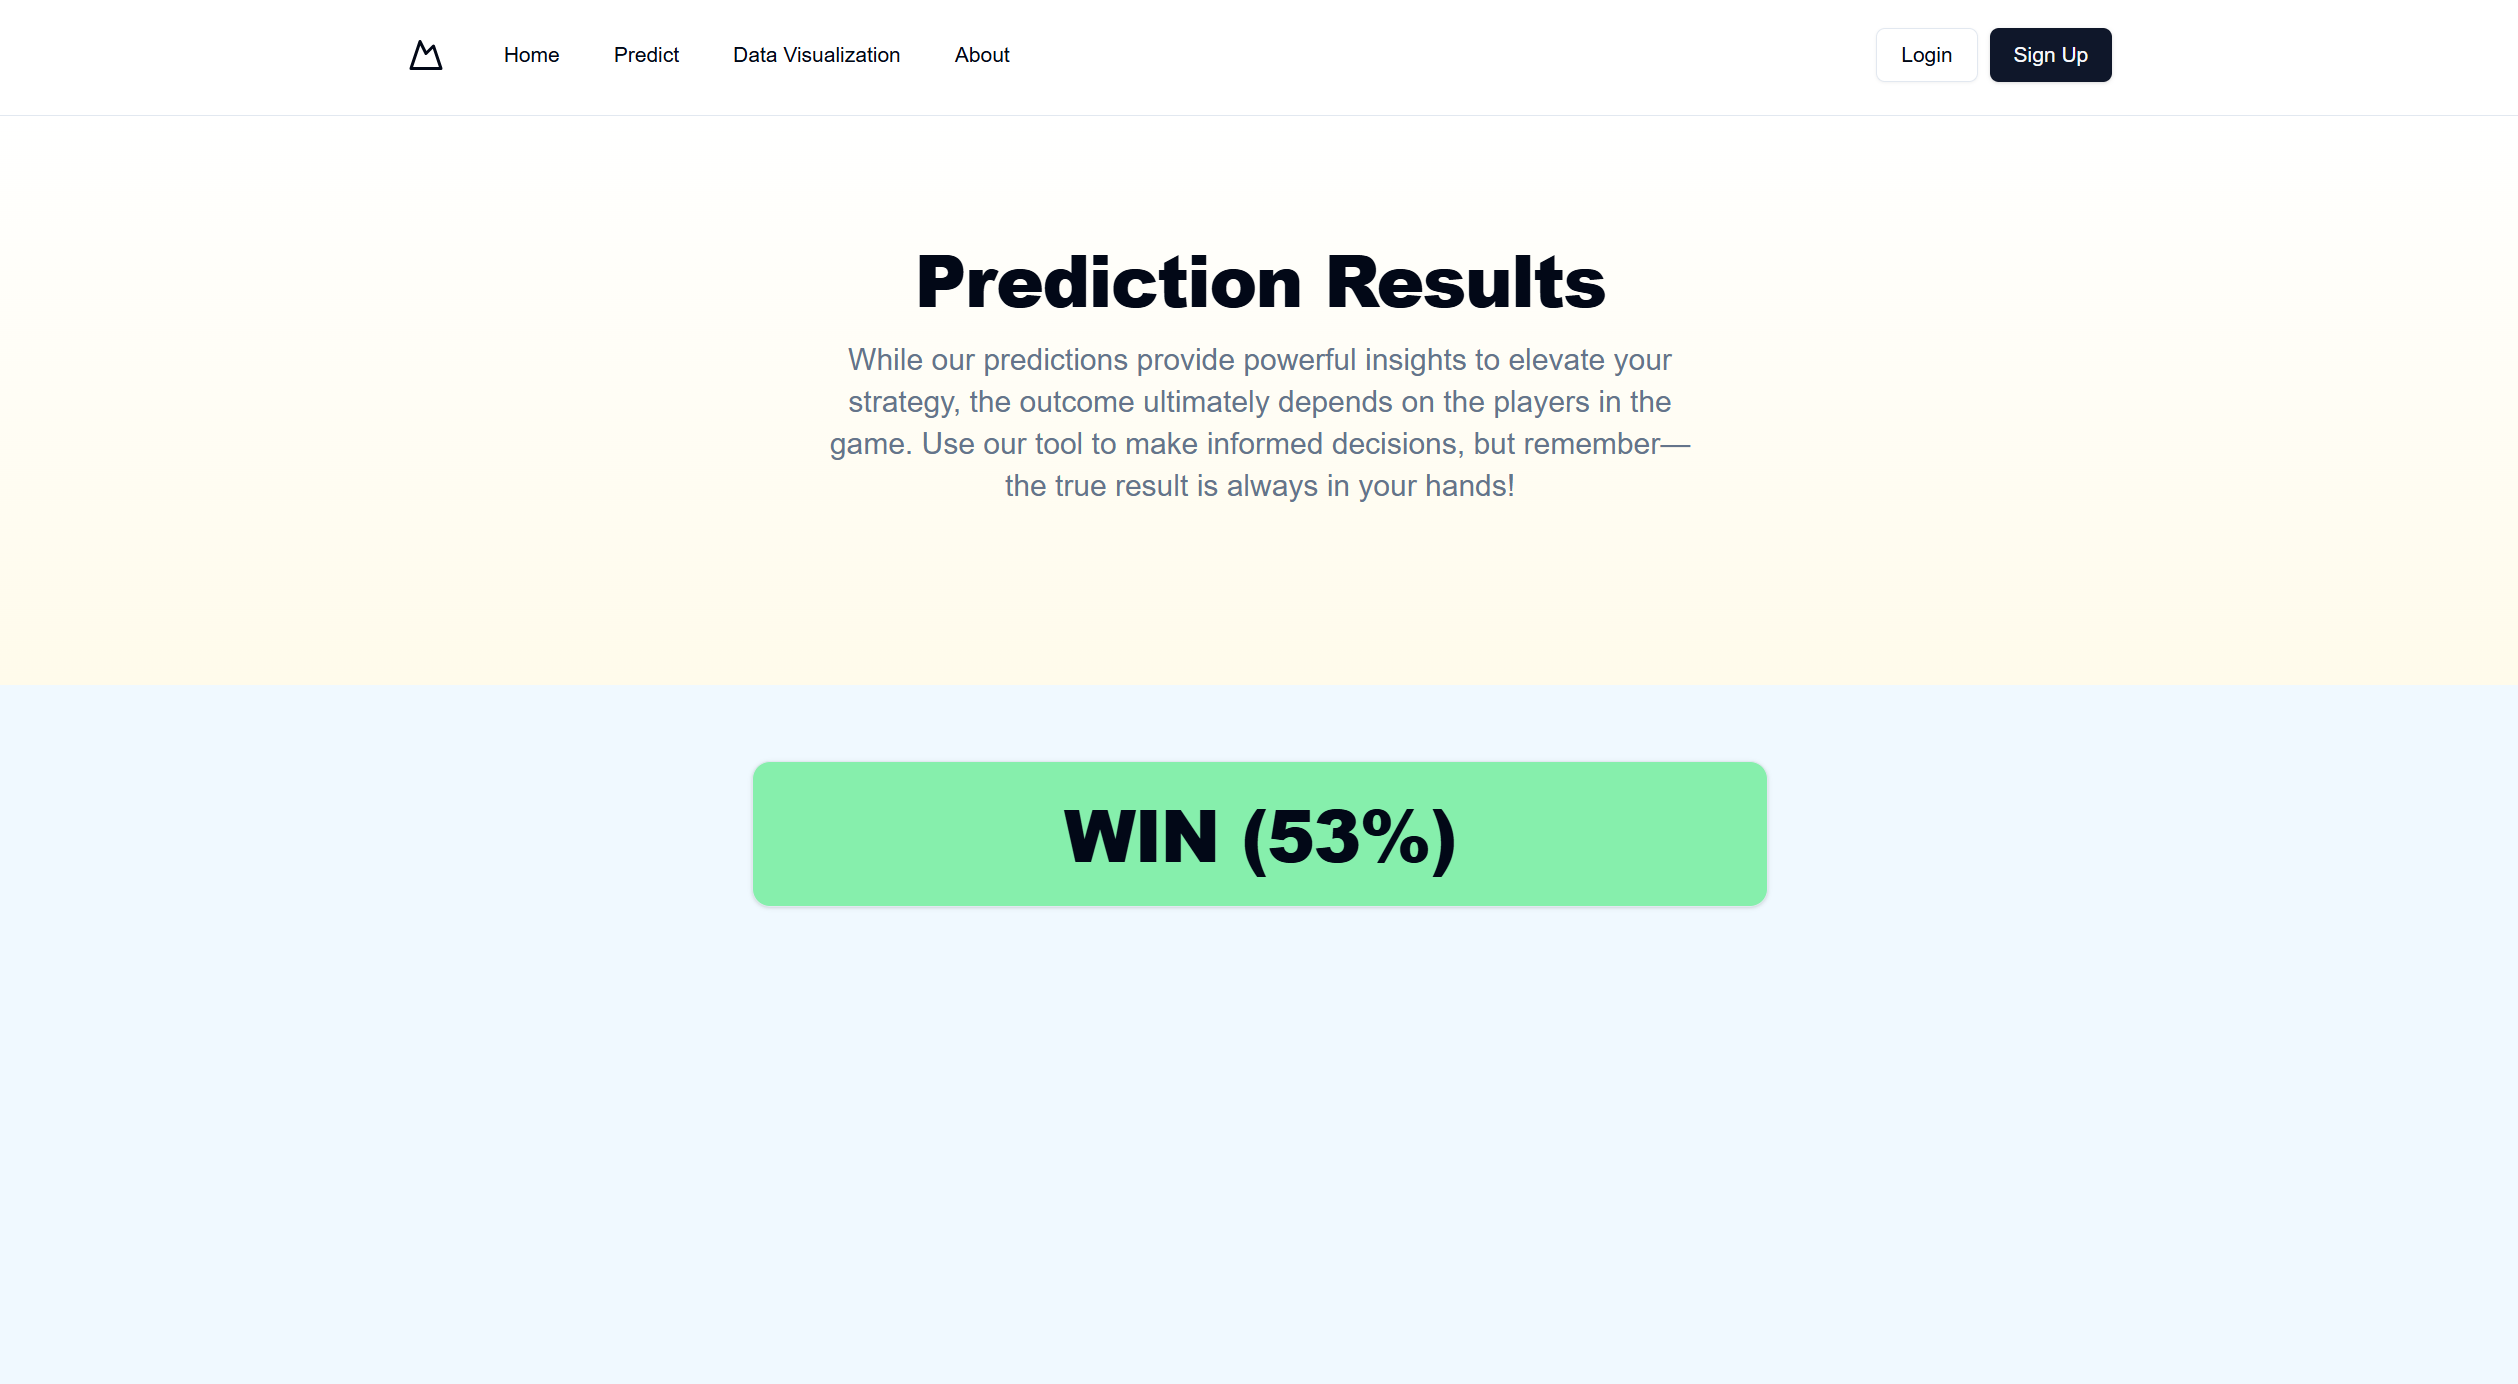 Home Predict Data Visualization About Login Sign Up
Prediction Results
While our predictions provide powerful insights to elevate your
strategy, the outcome ultimately depends on the players in the
game. Use our tool to make informed decisions, but remember—
the true result is always in your hands!
WIN (53%)